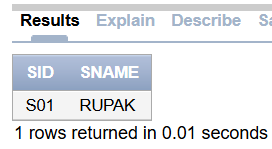 Results Explain Describe
SID SNAME
S01 RUPAK
1 rows returned in 0.01 seconds